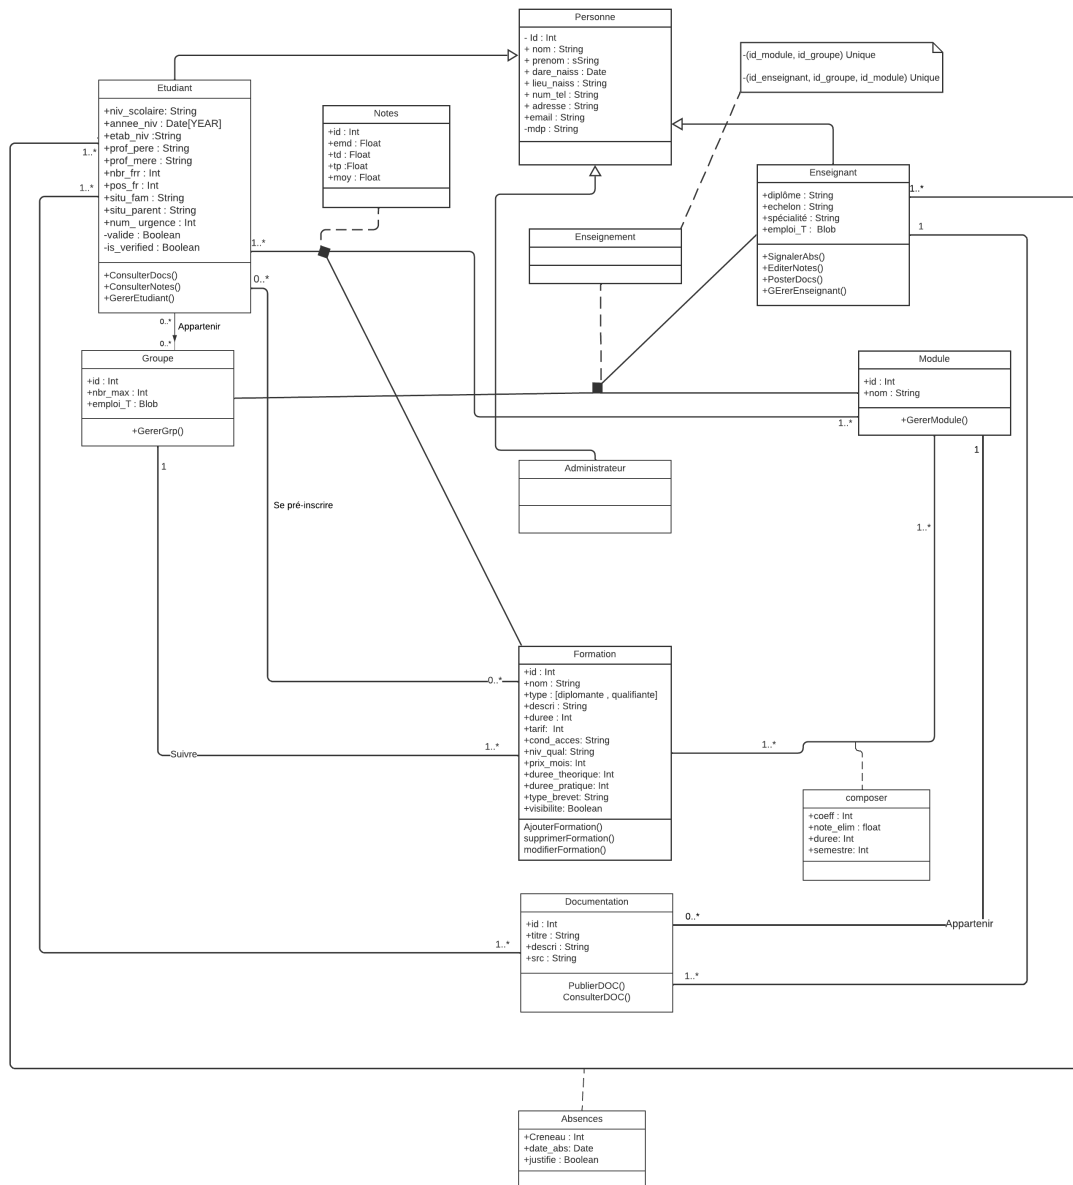 Personne
- Id : Int
+ nom : String
+ prenom : sSring
+ dare_naiss : Date
+ lieu_naiss : String
+ num_tel : String
+ adresse : String
+email : String
-mdp : String
-(id_module, id_groupe) Unique
-(id_enseignant, id_groupe, id_module) Unique
Etudiant
+niv_scolaire: String
+annee_niv : Date[YEAR]
+etab_niv :String
+prof_pere : String
+prof_mere : String
+nbr_frr : Int
+pos_fr : Int
+situ_fam : String
+situ_parent : String
+num_ urgence : Int
-valide : Boolean
-is_verified : Boolean
+ConsulterDocs()
+ConsulterNotes()
+GererEtudiant()
1..*
1..*
1..*
0..*
Notes
+id : Int
+emd : Float
+td : Float
+tp :Float
+moy : Float
Enseignant
+diplôme : String
+echelon : String
+spécialité : String
+emploi_T :  Blob
+SignalerAbs()
+EditerNotes()
+PosterDocs()
+GErerEnseignant()
1..*
1
Enseignement
0..*
Appartenir
0..*
Groupe
+id : Int
+nbr_max : Int
+emploi_T : Blob
+GererGrp()
1
Module
+id : Int
+nom : String
+GererModule()
1..*
1
1..*
Administrateur
Se pré-inscrire
Formation
+id : Int
+nom : String
+type : [diplomante , qualifiante]
+descri : String
+duree : Int
+tarif:  Int
+cond_acces: String
+niv_qual: String
+prix_mois: Int
+duree_theorique: Int
+duree_pratique: Int
+type_brevet: String
+visibilite: Boolean
AjouterFormation()
supprimerFormation()
modifierFormation()
0..*
Suivre
1..*
1..*
composer
+coeff : Int
+note_elim : float
+duree: Int
+semestre: Int
Documentation
+id : Int
+titre : String
+descri : String
+src : String
PublierDOC()
ConsulterDOC()
0..*
Appartenir
1..*
1..*
Absences
+Creneau : Int
+date_abs: Date
+justifie : Boolean